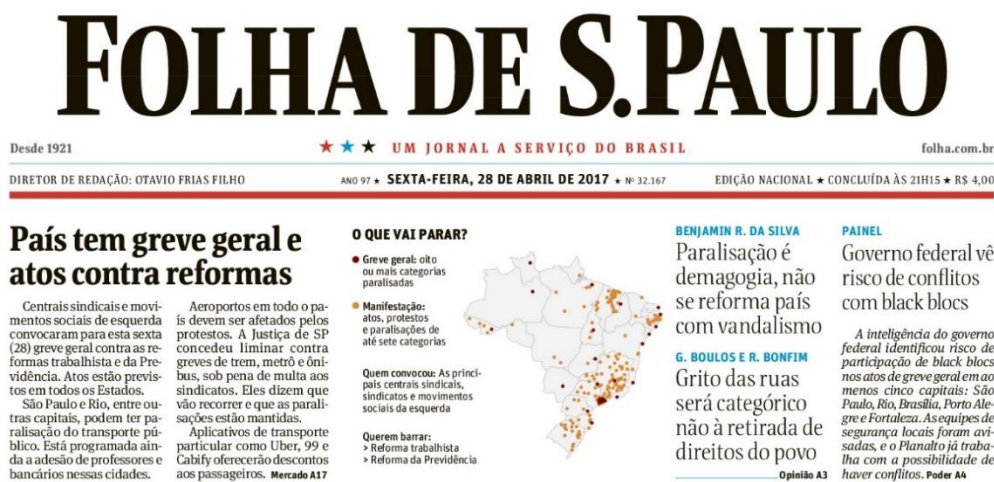 FOLHA DE S.PAULO
Desde 1921
★ ★ ★ UM JORNAL A SERVIÇO DO BRASIL
folha.com.br
DIRETOR DE REDAÇÃO: OTAVIO FRIAS FILHO
ANO 97 ★ SEXTA-FEIRA, 28 DE ABRIL DE 2017 ★ Nº 32.167
EDIÇÃO NACIONAL ★ CONCLUÍDA ÀS 21H15 ★ R$ 4,00
País tem greve geral e
atos contra reformas
Centrais sindicais e movi-
mentos sociais de esquerda
convocaram para esta sexta
(28) greve geral contra as re-
formas trabalhista e da Pre-
vidência. Atos estão previs-
tos em todos os Estados.
São Paulo e Rio, entre ou-
tras capitais, podem ter pa-
ralisação do transporte pú-
blico. Está programada ain-
da a adesão de professores e
bancários nessas cidades.
Aeroportos em todo o pa-
ís devem ser afetados pelos
protestos. A Justiça de SP
concedeu liminar contra
greves de trem, metrô e ôni-
bus, sob pena de multa aos
sindicatos. Eles dizem que
vão recorrer e que as parali-
sações estão mantidas.
Aplicativos de transporte
particular como Uber, 99 e
Cabify oferecerão descontos
aos passageiros. Mercado A17
O QUE VAI PARAR?
Greve geral: oito
ou mais categorias
paralisadas
Manifestação:
atos, protestos
e paralisações de
até sete categorias
Quem convocou: As princi-
pais centrais sindicais,
sindicatos e movimentos
sociais da esquerda
Querem barrar:
> Reforma trabalhista
> Reforma da Previdência
BENJAMIN R. DA SILVA
Paralisação é
demagogia, não
se reforma país
com vandalismo
G. BOULOS E R. BONFIM
Grito das ruas
será categórico
não à retirada de
direitos do povo
Opinião A3
PAINEL
Governo federal vê
risco de conflitos
com black blocs
A inteligência do governo
federal identificou risco de
participação de black blocs
nos atos de greve geral em ao
menos cinco capitais: São
Paulo, Rio, Brasília, Porto Ale-
gre e Fortaleza. As equipes de
segurança locais foram avi-
sadas, e o Planalto já traba-
lha com a possibilidade de
haver conflitos. Poder A4